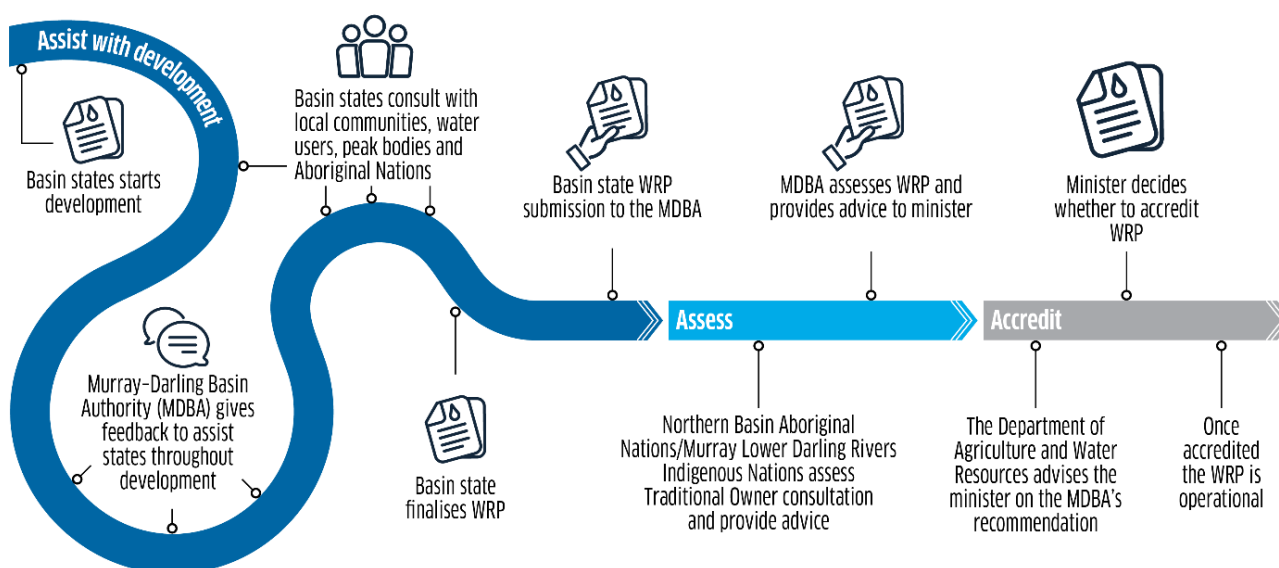 Assist with development
Basin states starts
development
Basin states consult with
local communities, water
users, peak bodies and
Aboriginal Nations
Murray-Darling Basin
Authority (MDBA) gives
feedback to assist
states throughout
development
Basin state
finalises WRP
Basin state WRP
submission to the MDBA
Assess
Northern Basin Aboriginal
Nations/Murray Lower Darling Rivers
Indigenous Nations assess
Traditional Owner consultation
and provide advice
MDBA assesses WRP and
provides advice to minister
Accredit
The Department of
Agriculture and Water
Resources advises the
minister on the MDBA's
recommendation
Minister decides
whether to accredit
WRP
Once
accredited
the WRP is
operational